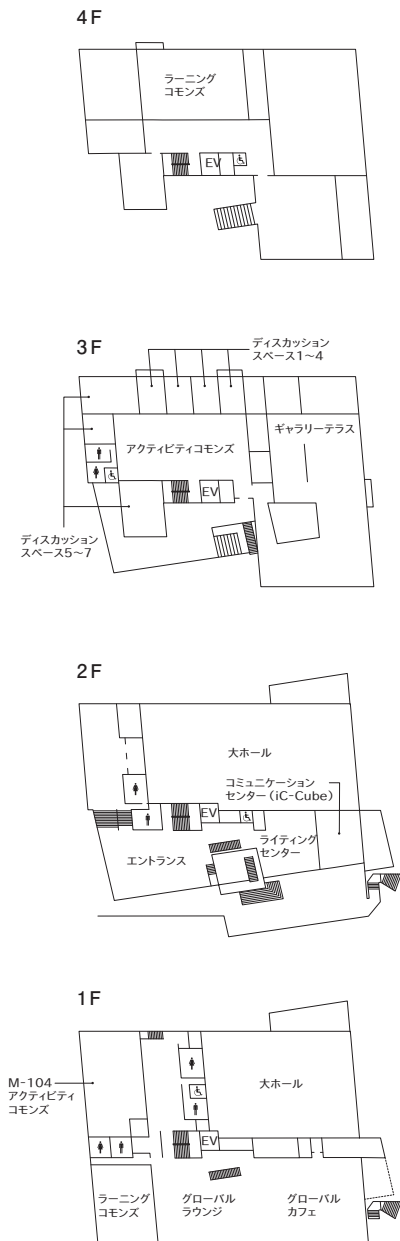 4F
ラーニング
コモンズ
EV
3F
ディスカッション
スペース1〜4
アクティビティコモンズ
ギャラリーテラス
EV
ディスカッション
スペース5〜7
2F
大ホール
コミュニケーション
センター（iC-Cube）
EV
ライティング
センター
エントランス
1F
M-104
アクティビティ
コモンズ
大ホール
EV
ラーニング
コモンズ
グローバル
ラウンジ
グローバル
カフェ